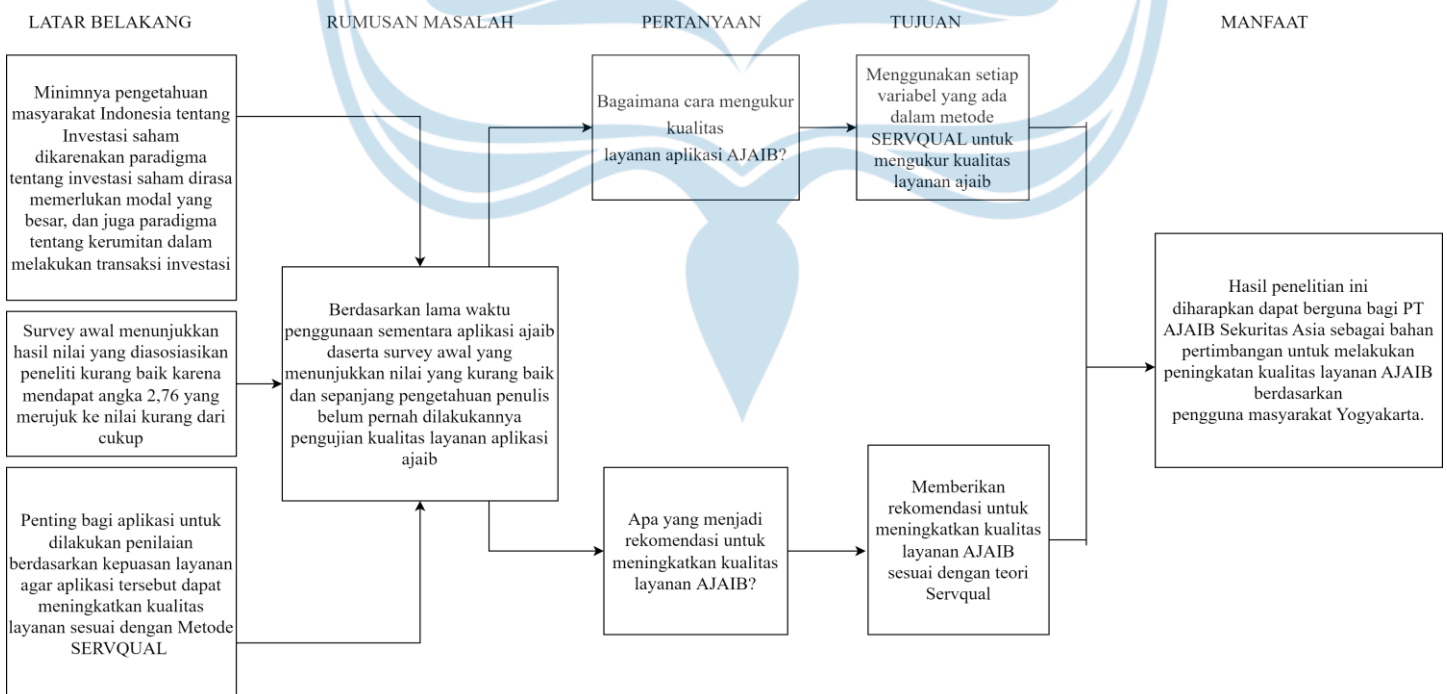 LATAR BELAKANG
RUMUSAN MASALAH
PERTANYAAN
TUJUAN
MANFAAT
Minimnya pengetahuan
masyarakat Indonesia tentang
Investasi saham
dikarenakan paradigma
tentang investasi saham dirasa
memerlukan modal yang
besar, dan juga paradigma
tentang kerumitan dalam
melakukan transaksi investasi
Survey awal menunjukkan
hasil nilai yang diasosiasikan
peneliti kurang baik karena
mendapat angka 2,76 yang
merujuk ke nilai kurang dari
cukup
Penting bagi aplikasi untuk
dilakukan penilaian
berdasarkan kepuasan layanan
agar aplikasi tersebut dapat
meningkatkan kualitas
layanan sesuai dengan Metode
SERVQUAL
Berdasarkan lama waktu
penggunaan sementara aplikasi ajaib
daserta survey awal yang
menunjukkan nilai yang kurang baik
dan sepanjang pengetahuan penulis
belum pernah dilakukannya
pengujian kualitas layanan aplikasi
ajaib
Bagaimana cara mengukur
kualitas
layanan aplikasi AJAIB?
Apa yang menjadi
rekomendasi untuk
meningkatkan kualitas
layanan AJAIB?
Menggunakan setiap
variabel yang ada
dalam metode
SERVQUAL untuk
mengukur kualitas
layanan ajaib
Memberikan
rekomendasi untuk
meningkatkan kualitas
layanan AJAIB
sesuai dengan teori
Servqual
Hasil penelitian ini
diharapkan dapat berguna bagi PT
AJAIB Sekuritas Asia sebagai bahan
pertimbangan untuk melakukan
peningkatan kualitas layanan AJAIB
berdasarkan
pengguna masyarakat Yogyakarta.